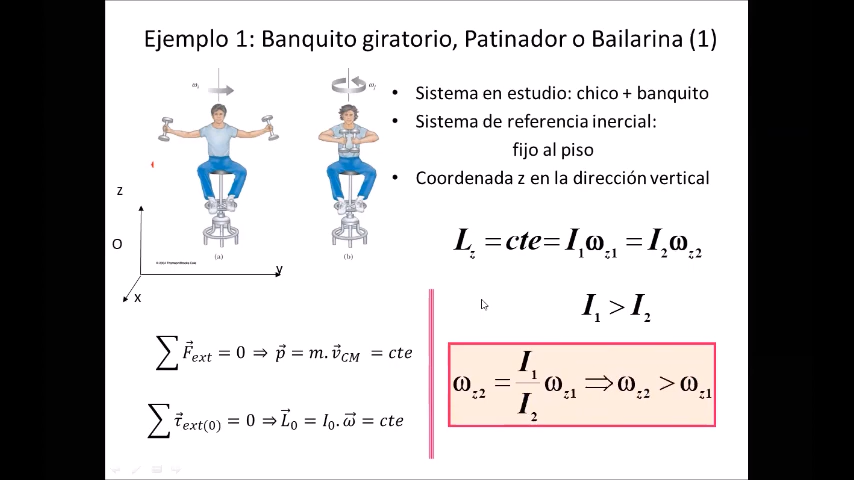 Ejemplo 1: Banquito giratorio, Patinador o Bailarina (1)
ωi
ωf
(a)
(b)
• Sistema en estudio: chico + banquito
• Sistema de referencia inercial:
fijo al piso
• Coordenada z en la dirección vertical
z
O
y
x
L_z = cte = I_1 ω_z1 = I_2 ω_z2
I_1 > I_2
∑ F⃗_ext = 0 ⇒ p⃗ = m. v⃗_CM = cte
∑ τ⃗_ext(0) = 0 ⇒ L⃗_0 = I_0. ω⃗ = cte
ω_z2 = I_1/I_2 ω_z1 ⇒ ω_z2 > ω_z1